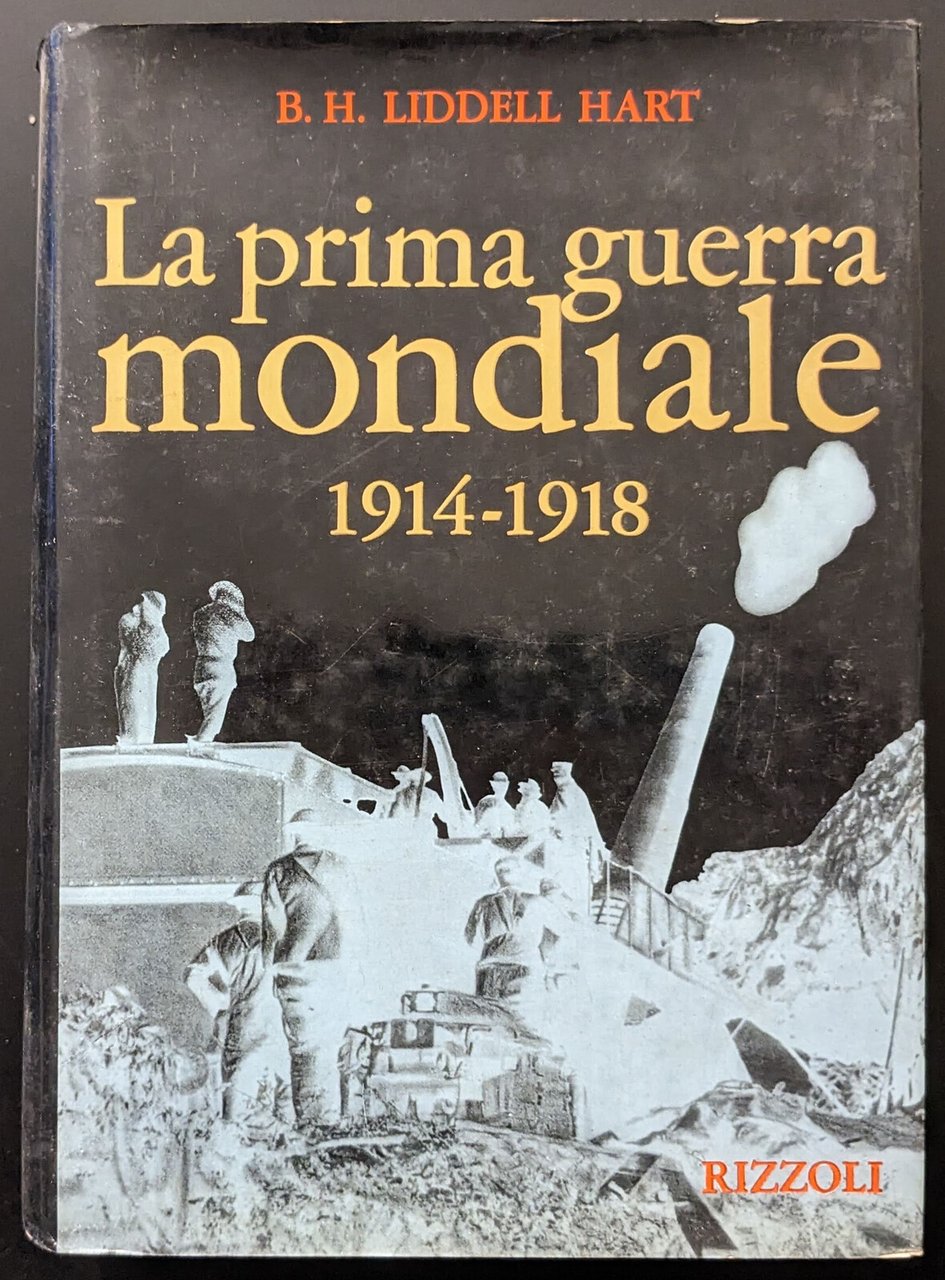 B. H. LIDDELL HART
La prima guerra
mondiale
1914-1918
RIZZOLI